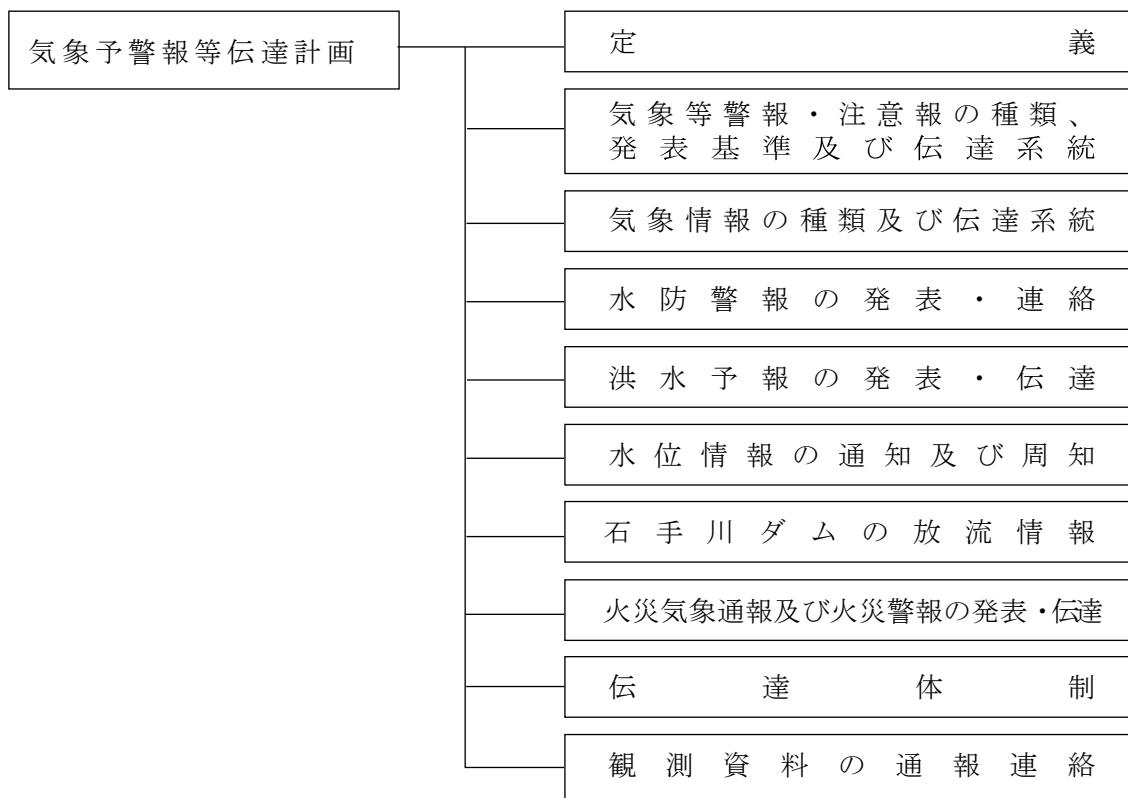 気象予警報等伝達計画
定義
気象等警報・注意報の種類、
発表基準及び伝達系統
気象情報の種類及び伝達系統
水防警報の発表・連絡
洪水予報の発表・伝達
水位情報の通知及び周知
石手川ダムの放流情報
火災気象通報及び火災警報の発表・伝達
伝達体制
観測資料の通報連絡